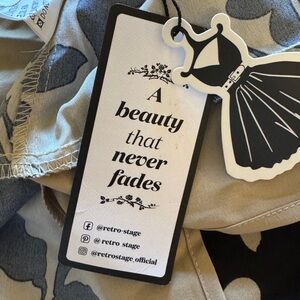 A
beauty
that
never
fades
@retro-stage
@retro stage
@retrostage_official